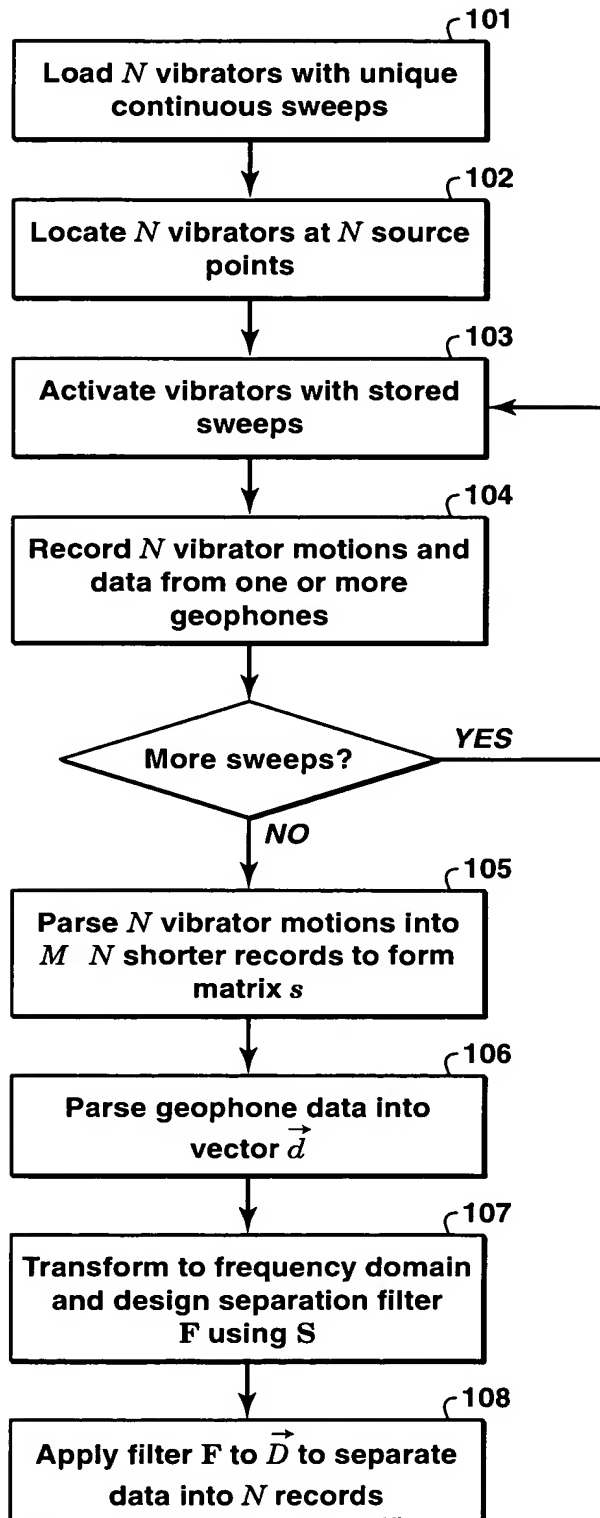 101
Load N vibrators with unique
continuous sweeps
102
Locate N vibrators at N source
points
103
Activate vibrators with stored
sweeps
104
Record N vibrator motions and
data from one or more
geophones
More sweeps?
YES
NO
105
Parse N vibrator motions into
M N shorter records to form
matrix s
106
Parse geophone data into
vector \vec{d}
107
Transform to frequency domain
and design separation filter
F using S
108
Apply filter F to \vec{D} to separate
data into N records